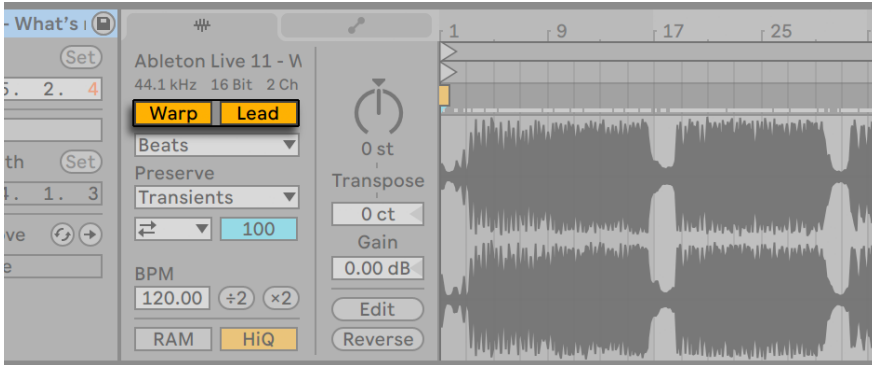 - What's
Set
5. 2. 4
th
Set
1. 3
ve
e
Ableton Live 11 - W
44.1 kHz 16 Bit 2 Ch
Warp Lead
Beats
Preserve
Transients
100
BPM
120.00 ÷2 ×2
RAM HiQ
0 st
Transpose
0 ct
Gain
0.00 dB
Edit
Reverse
1 9 17 25